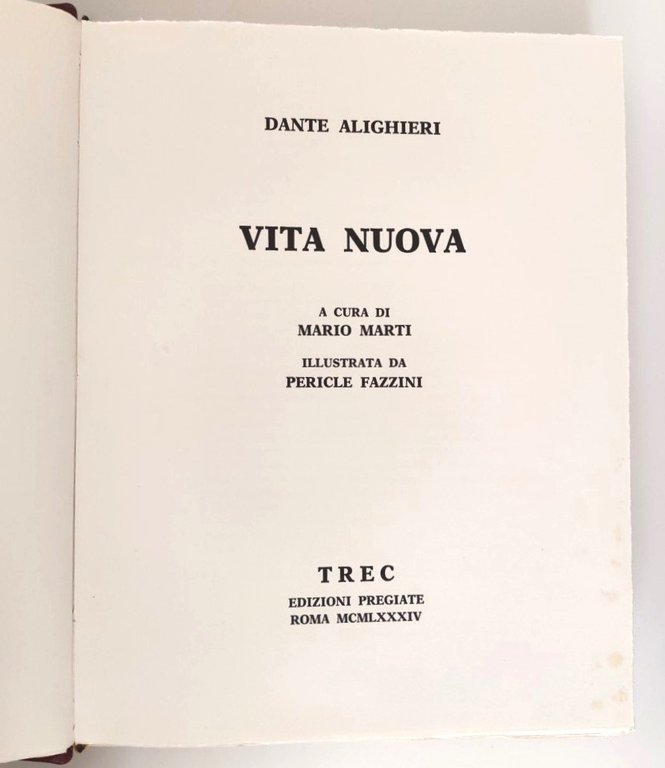 DANTE ALIGHIERI
VITA NUOVA
A CURA DI
MARIO MARTI
ILLUSTRATA DA
PERICLE FAZZINI
TREC
EDIZIONI PREGIATE
ROMA MCMLXXXIV